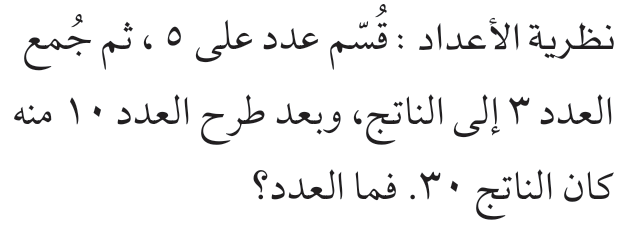 نظرية الأعداد : قُسّم عدد على ٥ ، ثم جُمع
العدد ٣ إلى الناتج، وبعد طرح العدد ١٠ منه
كان الناتج ٣٠. فما العدد؟